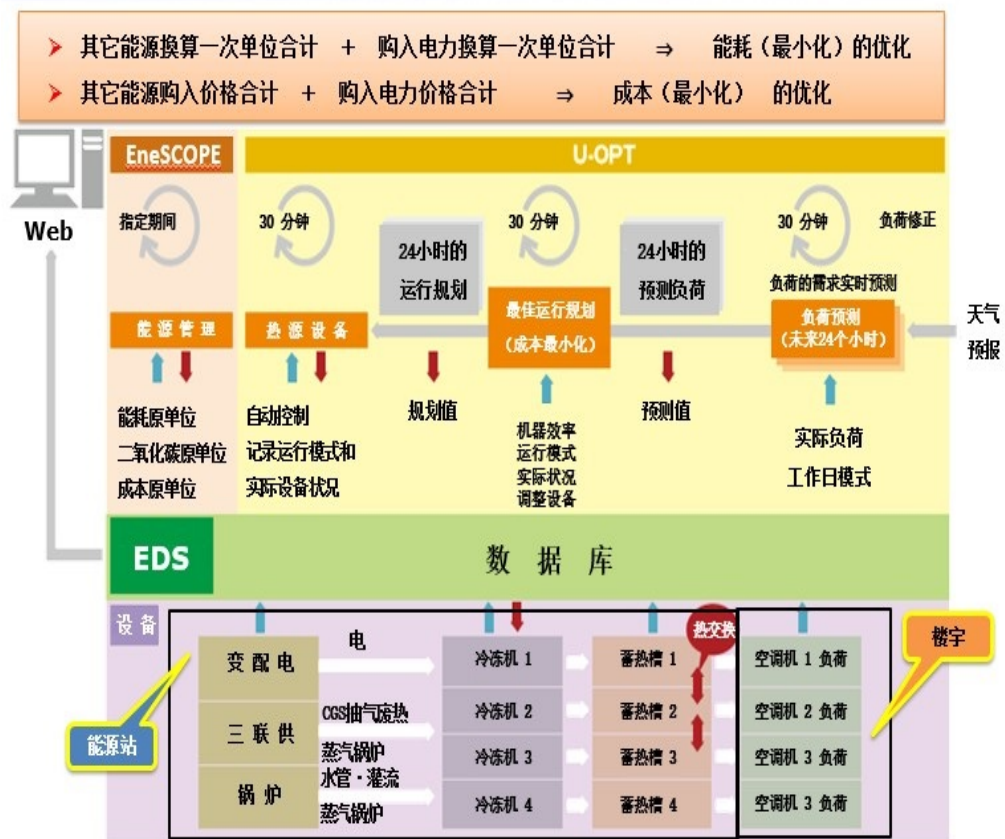 ➢ 其它能源换算一次单位合计 + 购入电力换算一次单位合计 ⇒ 能耗（最小化）的优化
➢ 其它能源购入价格合计 + 购入电力价格合计 ⇒ 成本（最小化） 的优化
Web
EneSCOPE
U-OPT
指定期间
30 分钟
30 分钟
30 分钟
负荷修正
24小时的
运行规划
24小时的
预测负荷
负荷的需求实时预测
能源管理
热源设备
最佳运行规划
（成本最小化）
负荷预测
（未来24个小时）
天气
预报
能耗原单位
二氧化碳原单位
成本原单位
自动控制
记录运行模式和
实际设备状况
规划值
机器效率
运行模式
实际状况
调整设备
预测值
实际负荷
工作日模式
EDS
数 据 库
设备
能源站
变配电
三联供
锅炉
电
CGS抽气废热
蒸汽锅炉
水管·灌流
蒸汽锅炉
冷冻机 1
冷冻机 2
冷冻机 3
冷冻机 4
蓄热槽 1
蓄热槽 2
蓄热槽 3
蓄热槽 4
热交换
空调机 1 负荷
空调机 2 负荷
空调机 3 负荷
空调机 3 负荷
楼宇